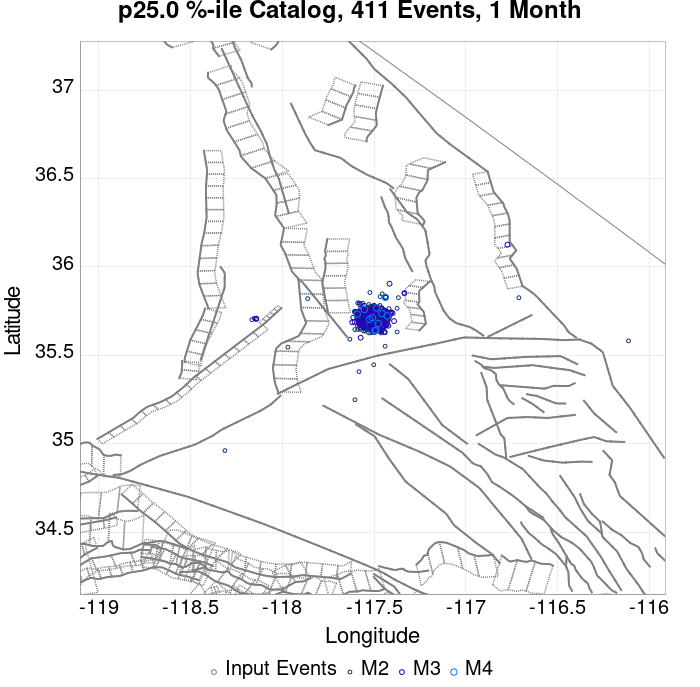 p25.0 %-ile Catalog, 411 Events, 1 Month
37
36.5
36
35.5
35
34.5
Latitude
-119 -118.5 -118 -117.5 -117 -116.5 -116
Longitude
Input Events M2 M3 M4